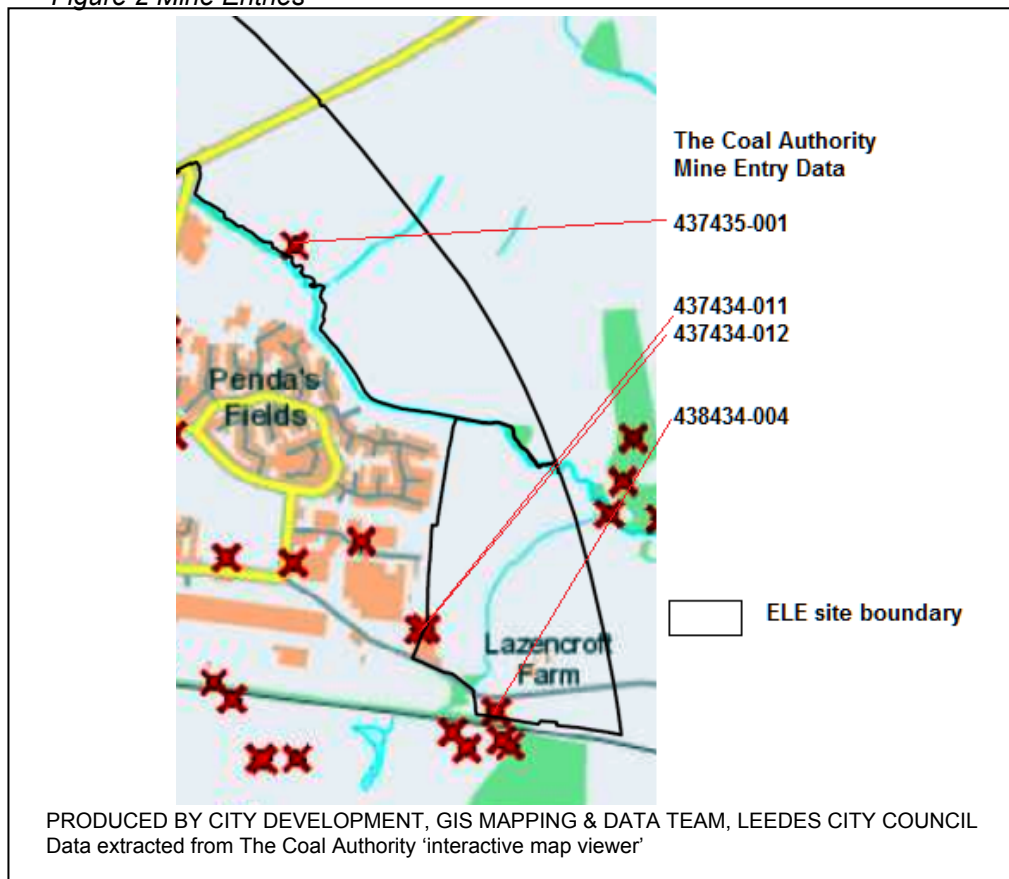 Figure 2 Mine Entries
The Coal Authority
Mine Entry Data
437435-001
437434-011
437434-012
438434-004
Penda's
Fields
Lazencroft
Farm
ELE site boundary
PRODUCED BY CITY DEVELOPMENT, GIS MAPPING & DATA TEAM, LEEDES CITY COUNCIL
Data extracted from The Coal Authority ‘interactive map viewer’